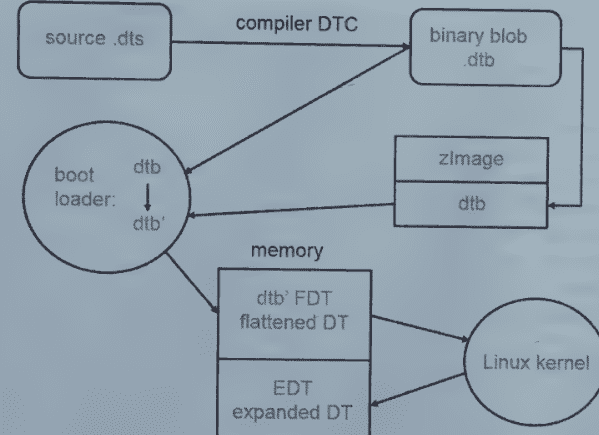 source .dts
compiler DTC
binary blob
.dtb
boot
loader:
dtb
dtb'
zImage
dtb
memory
dtb' FDT
flattened DT
EDT
expanded DT
Linux kernel